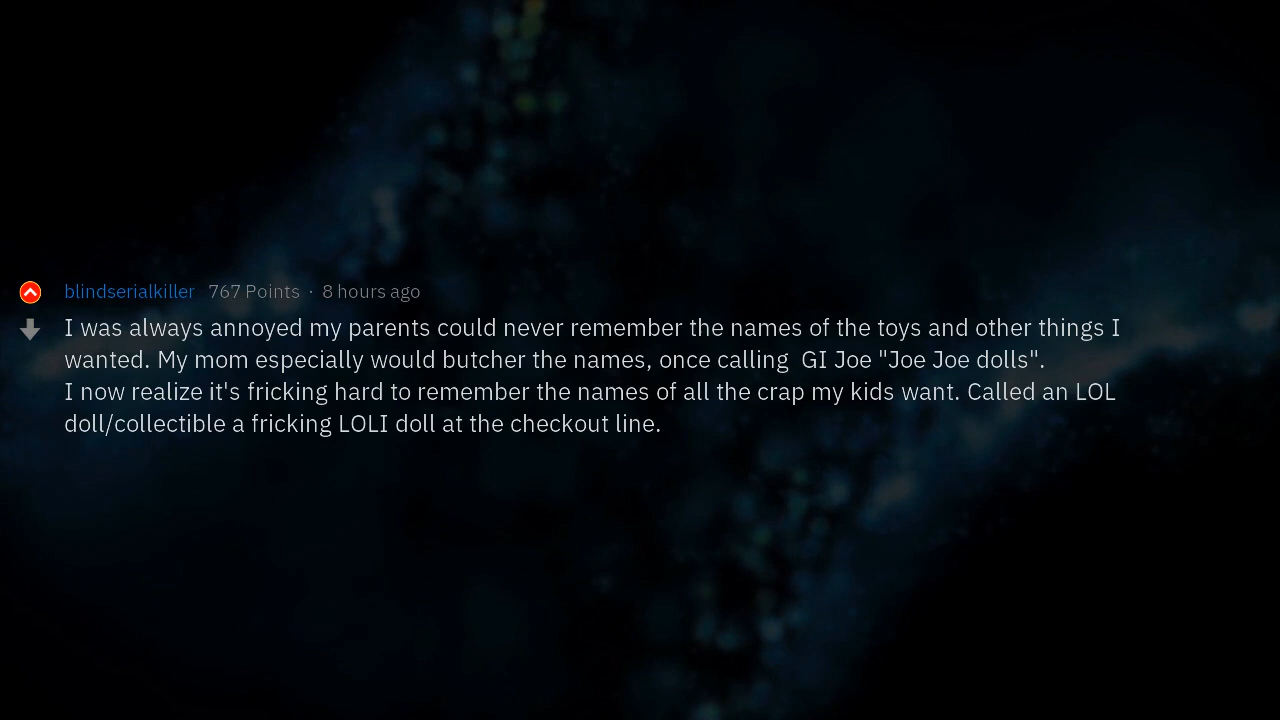 blindserialkiller 767 Points · 8 hours ago
I was always annoyed my parents could never remember the names of the toys and other things I
wanted. My mom especially would butcher the names, once calling  GI Joe "Joe Joe dolls".
I now realize it's fricking hard to remember the names of all the crap my kids want. Called an LOL
doll/collectible a fricking LOLI doll at the checkout line.